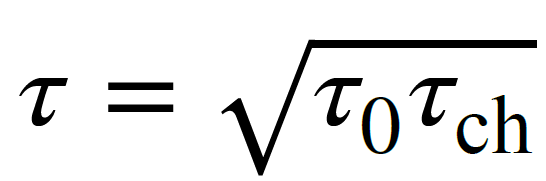 τ = √τ₀τ_ch